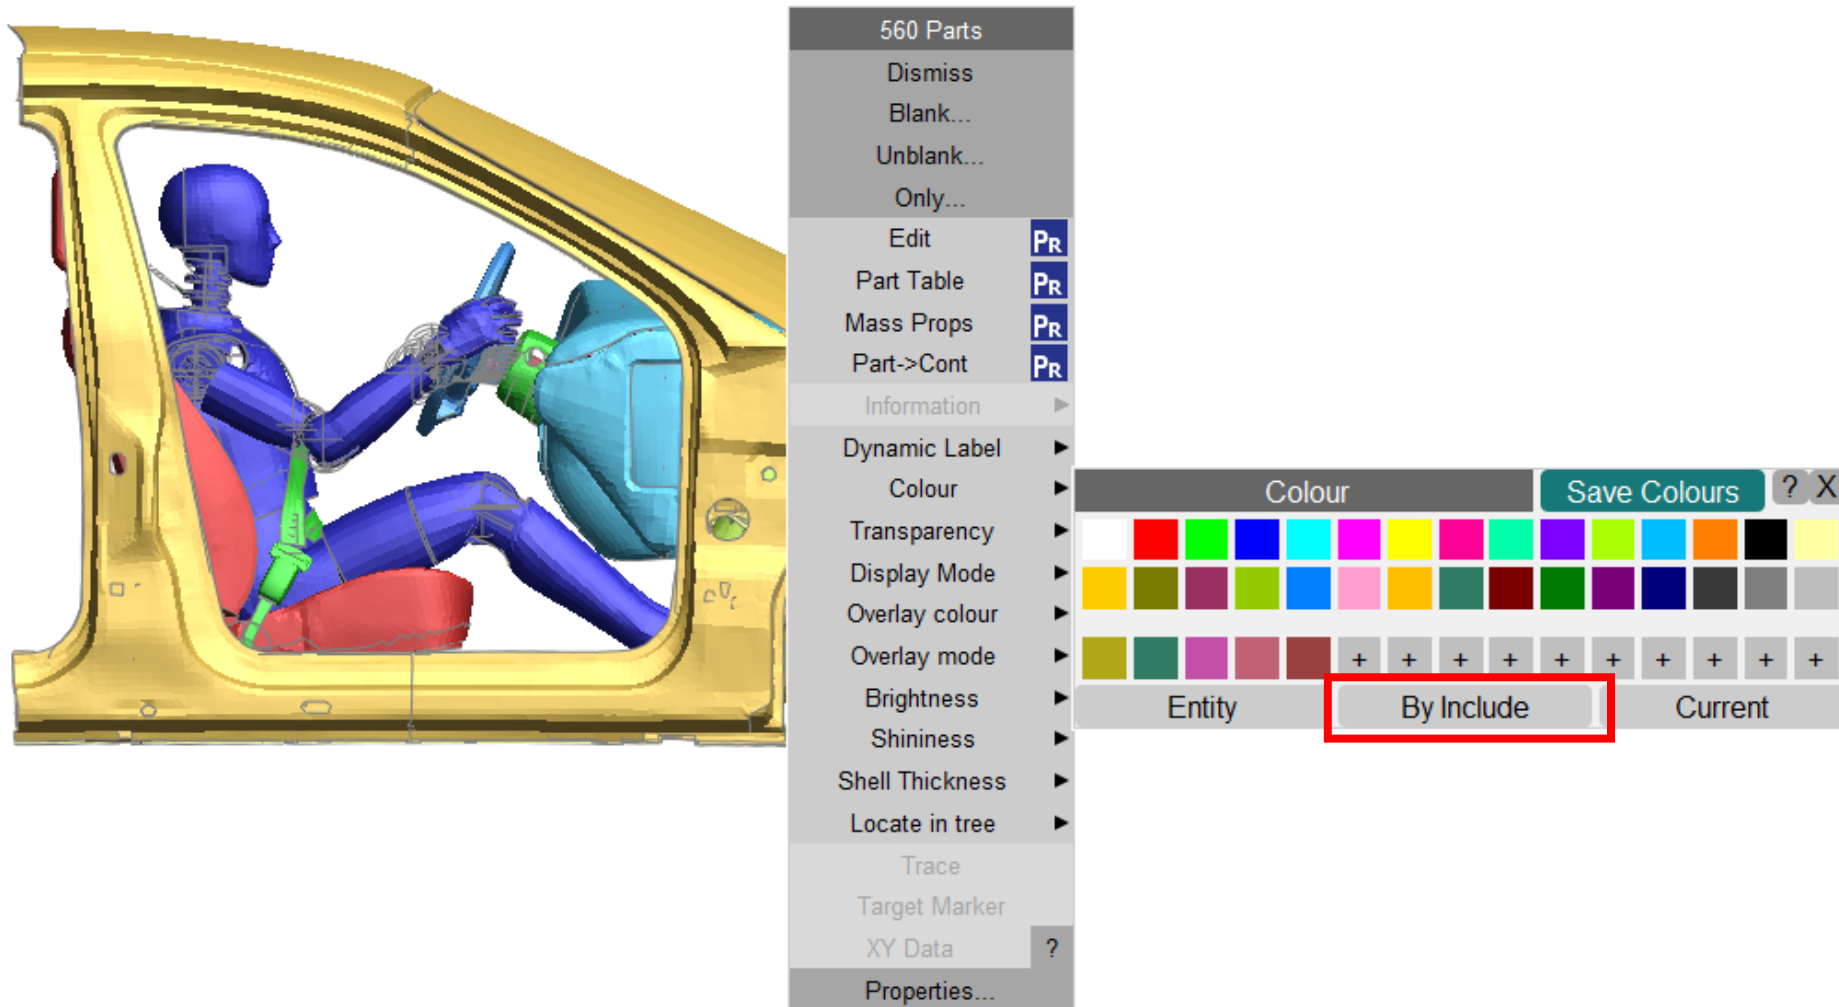 560 Parts
Dismiss
Blank...
Unblank...
Only...
Edit PR
Part Table PR
Mass Props PR
Part->Cont PR
Information
Dynamic Label
Colour
Transparency
Display Mode
Overlay colour
Overlay mode
Brightness
Shininess
Shell Thickness
Locate in tree
Trace
Target Marker
XY Data ?
Properties...
Colour Save Colours ? X
+ + + + + + + + + +
Entity By Include Current